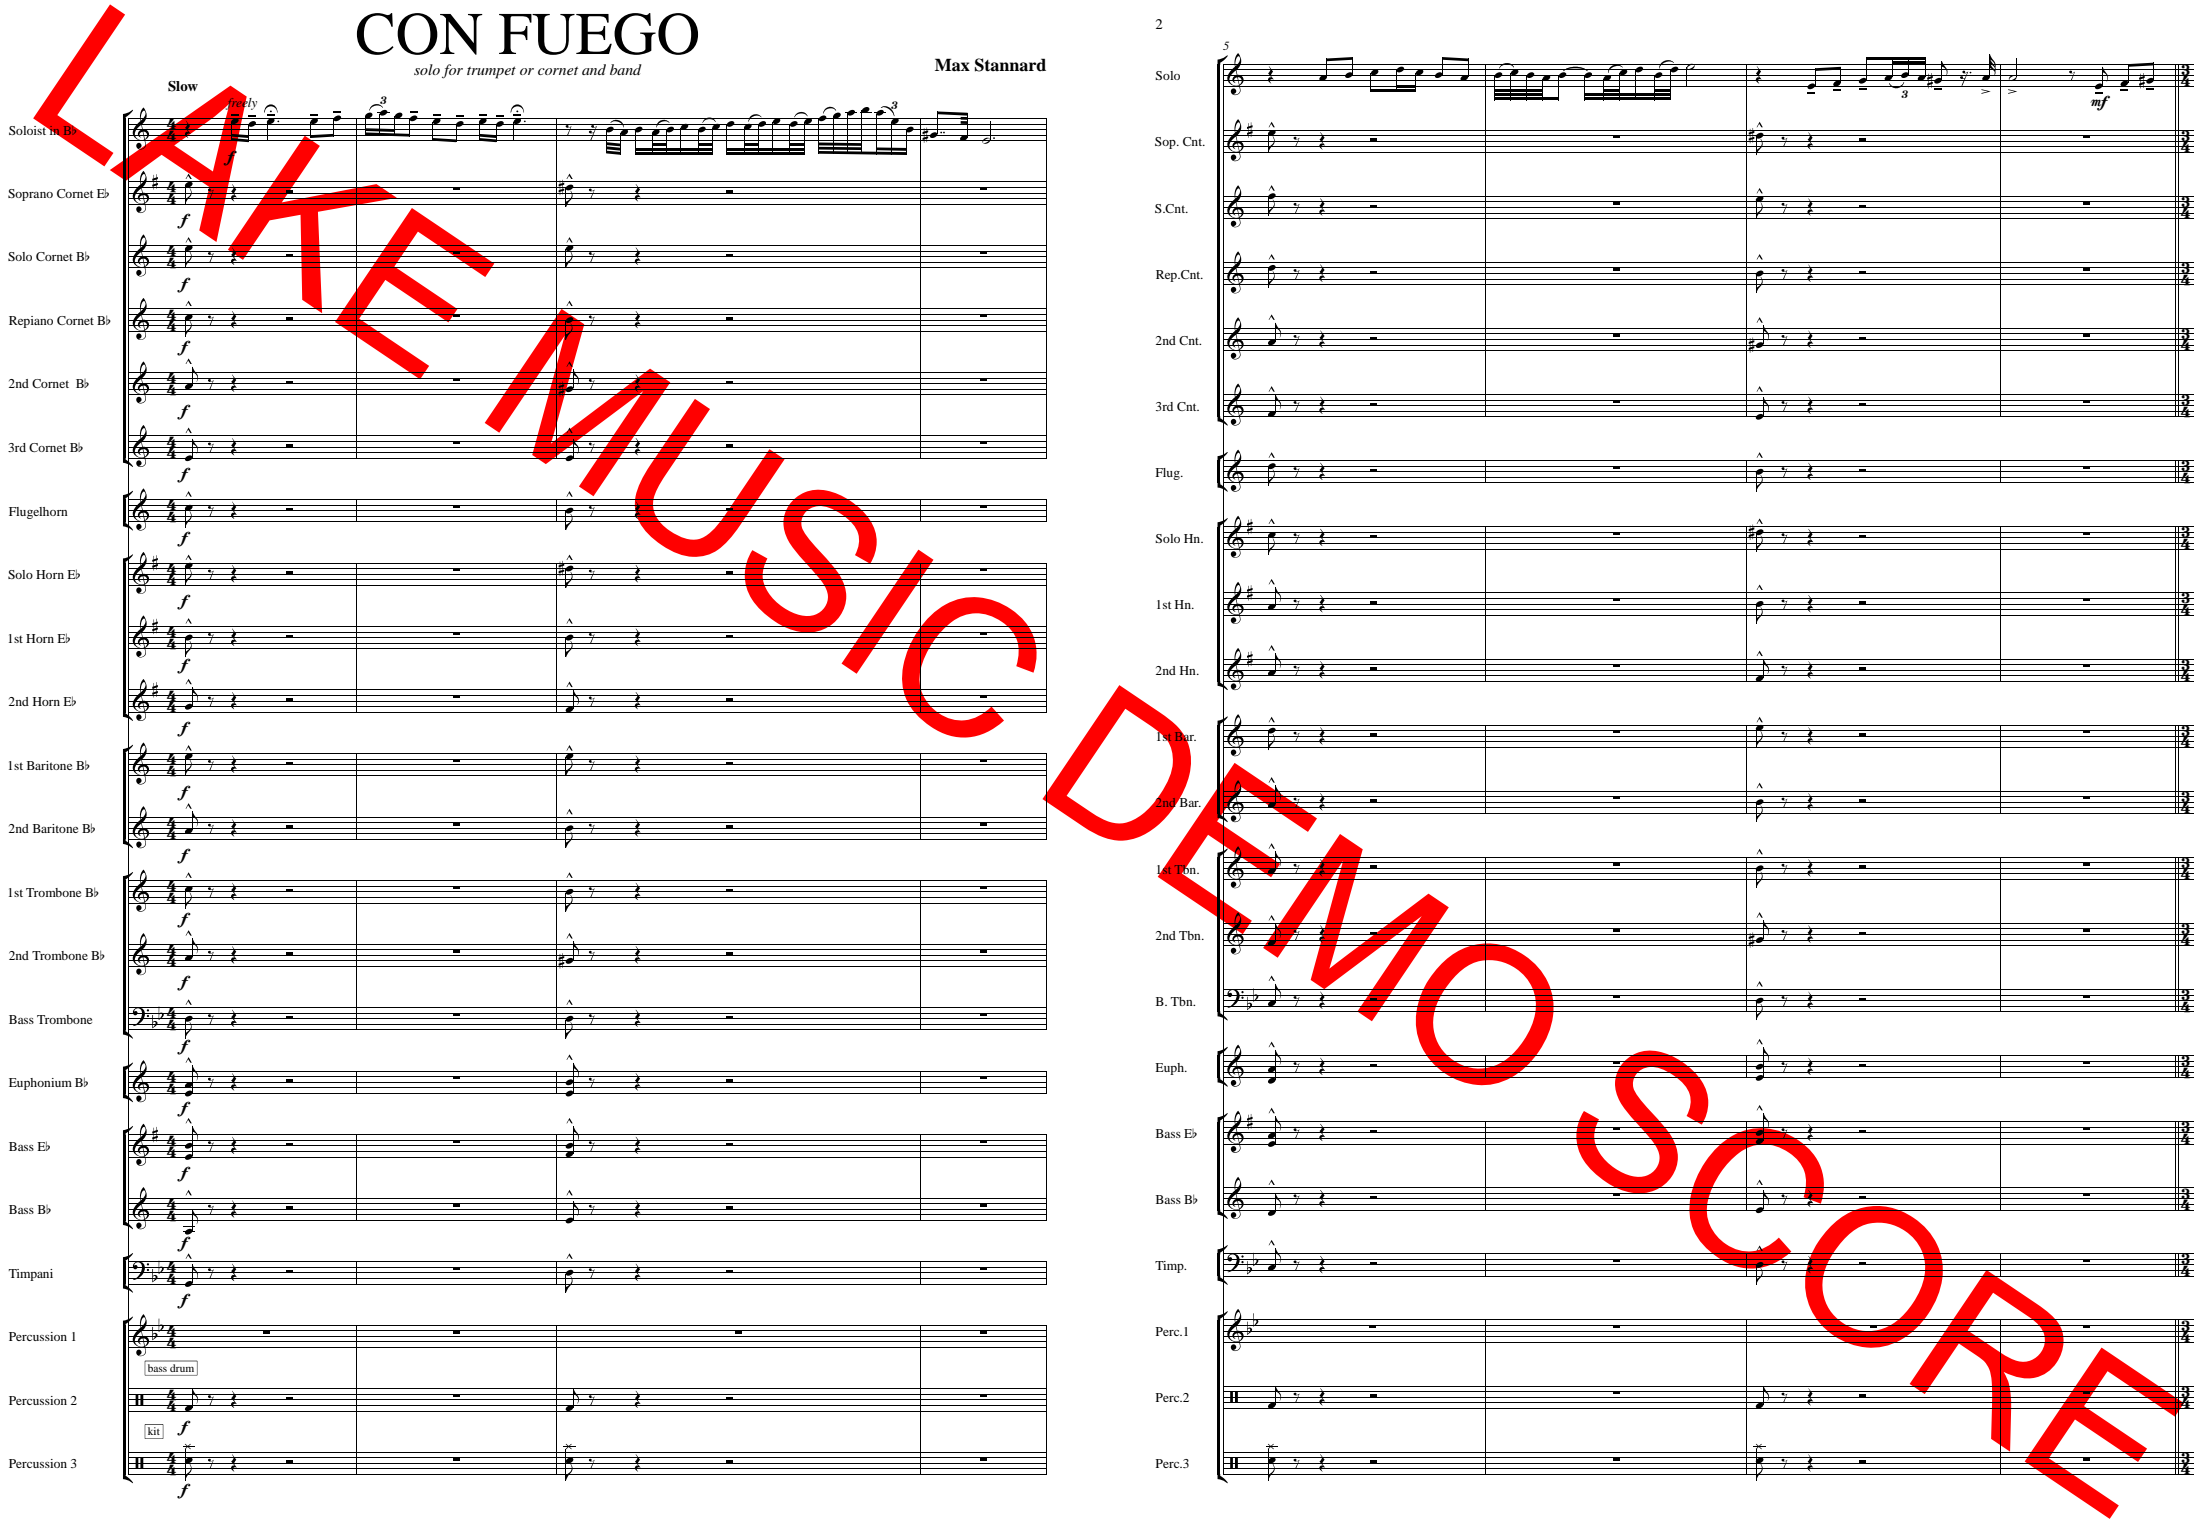 CON FUEGO
solo for trumpet or cornet and band
Max Stannard
Slow
freely
Soloist in B♭
Soprano Cornet E♭
Solo Cornet B♭
Repiano Cornet B♭
2nd Cornet B♭
3rd Cornet B♭
Flugelhorn
Solo Horn E♭
1st Horn E♭
2nd Horn E♭
1st Baritone B♭
2nd Baritone B♭
1st Trombone B♭
2nd Trombone B♭
Bass Trombone
Euphonium B♭
Bass E♭
Bass B♭
Timpani
Percussion 1
bass drum
Percussion 2
kit
Percussion 3
2
5
Solo
mf
Sop. Cnt.
S.Cnt.
Rep.Cnt.
2nd Cnt.
3rd Cnt.
Flug.
Solo Hn.
1st Hn.
2nd Hn.
1st Bar.
2nd Bar.
1st Tbn.
2nd Tbn.
B. Tbn.
Euph.
Bass E♭
Bass B♭
Timp.
Perc.1
Perc.2
Perc.3
LAKE MUSIC DEMO SCORE